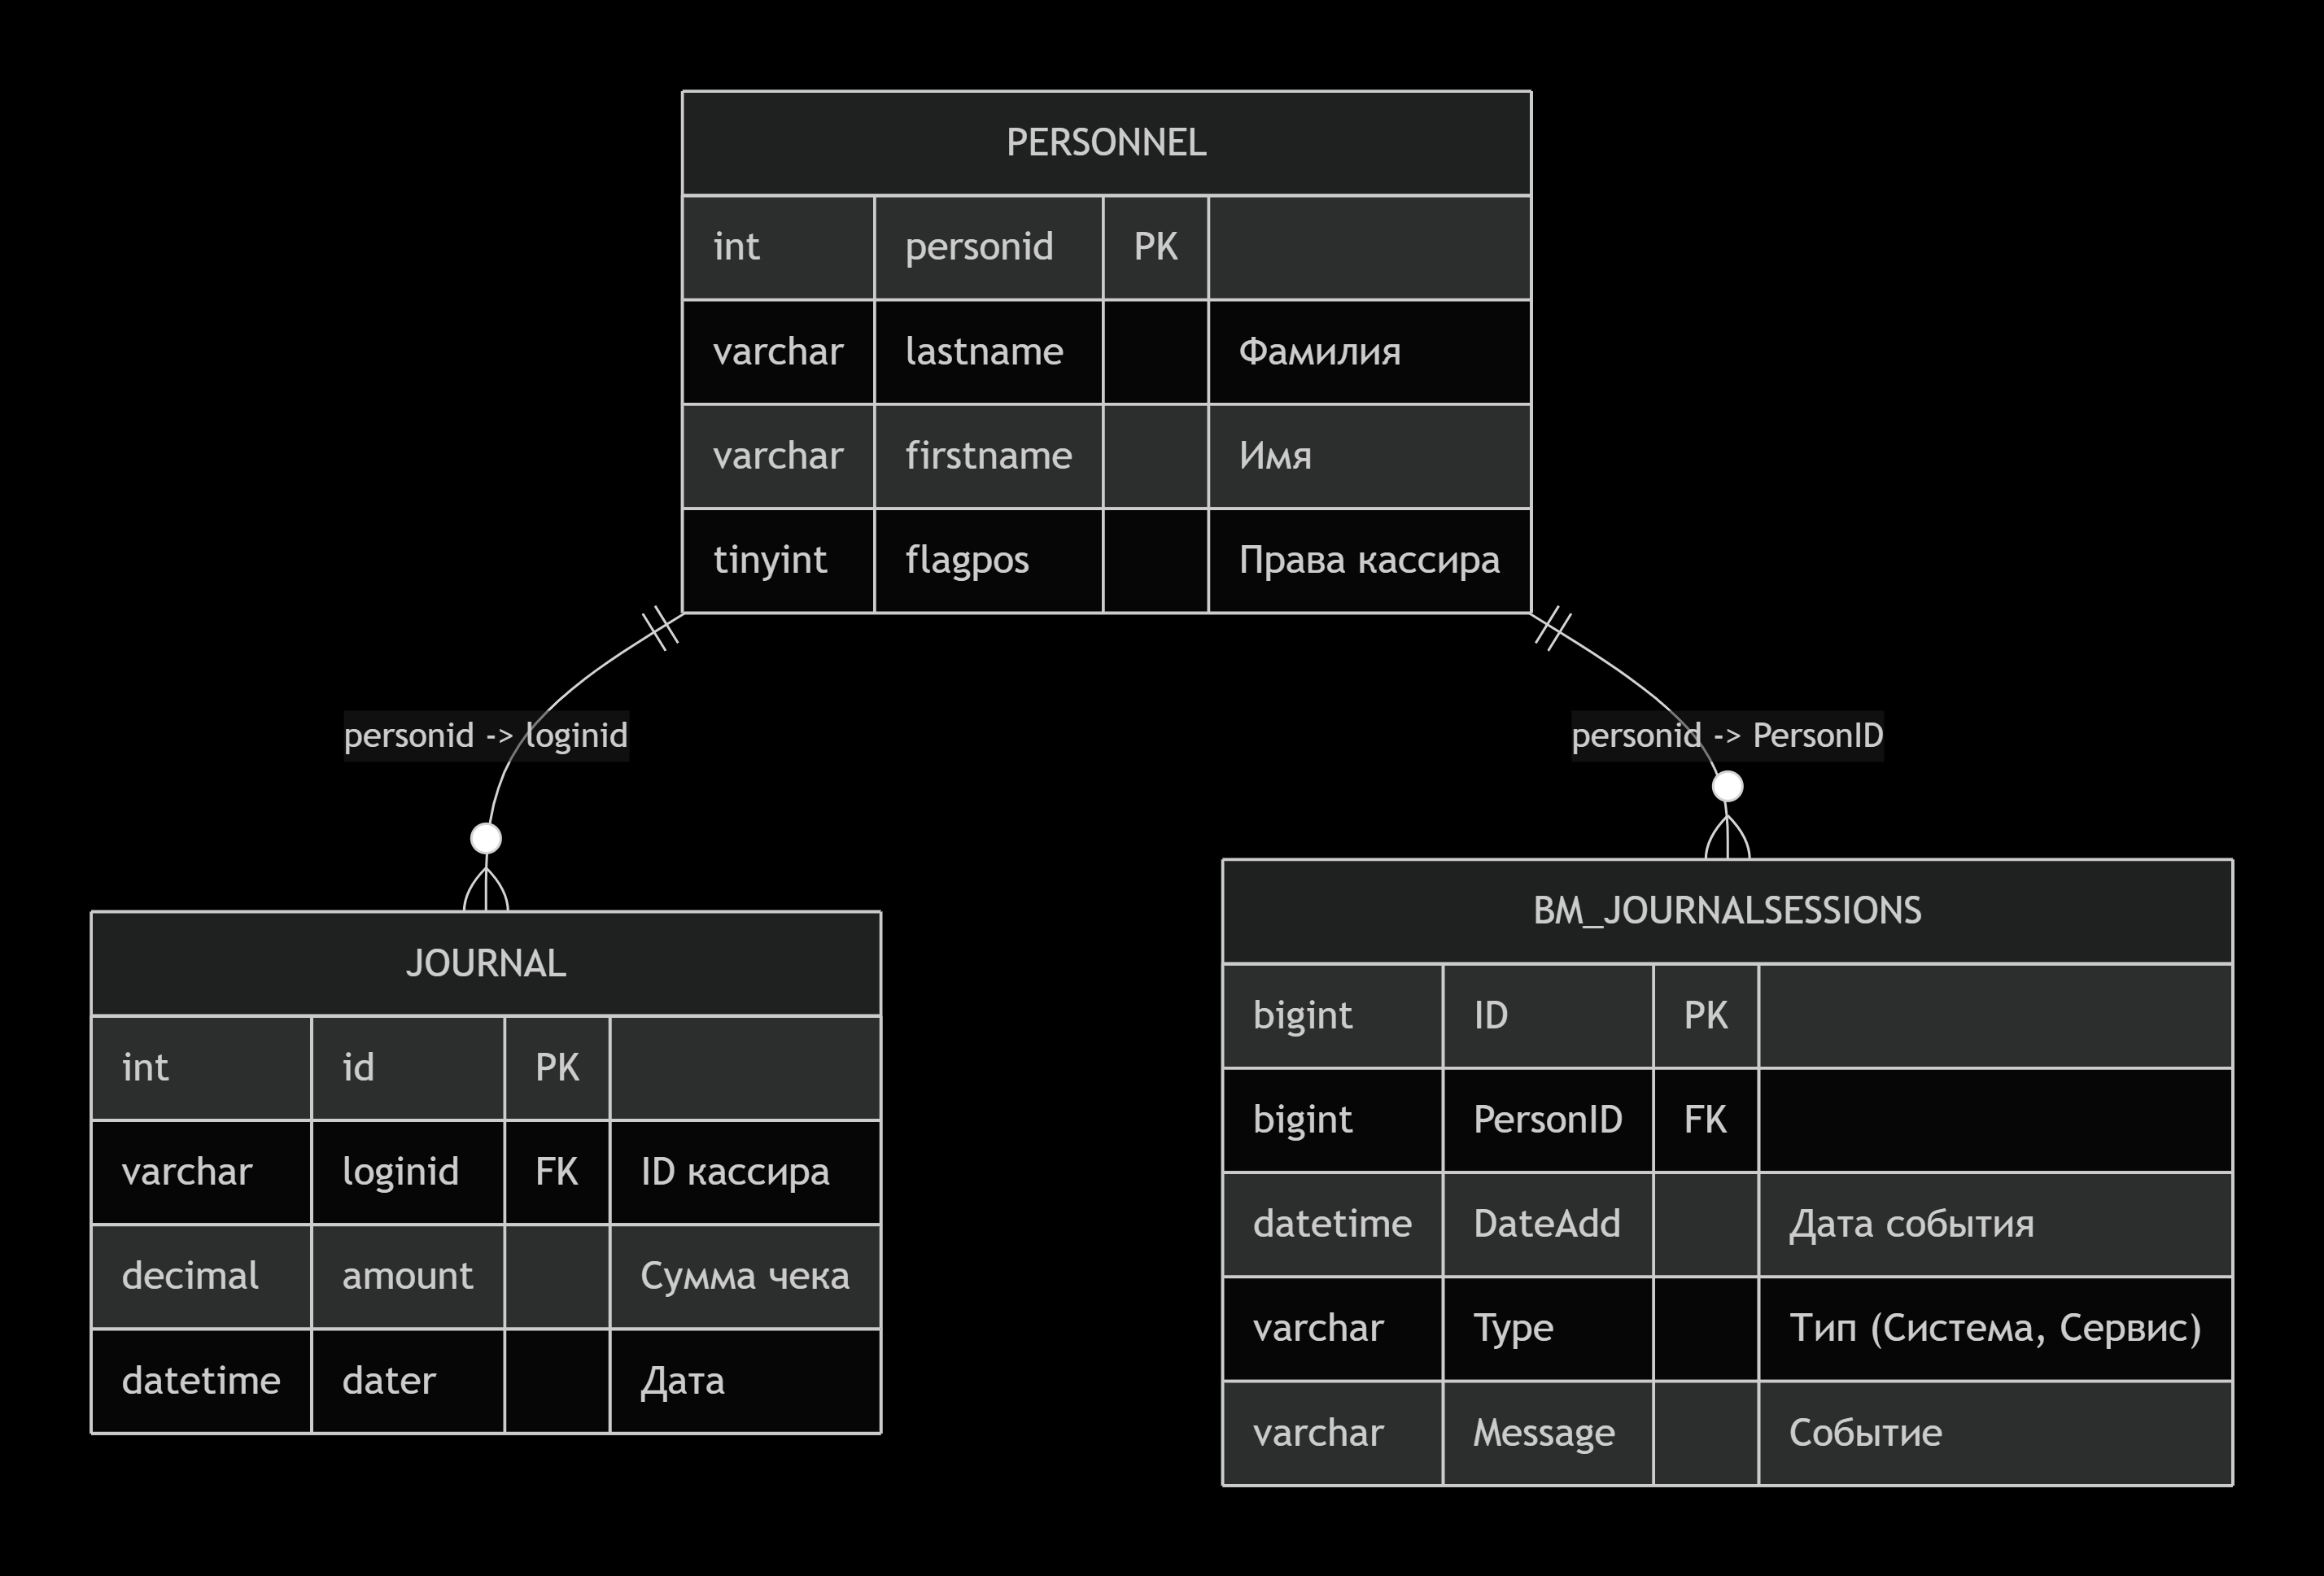 PERSONNEL
int personid PK
varchar lastname Фамилия
varchar firstname Имя
tinyint flagpos Права кассира
personid -> loginid
personid -> PersonID
JOURNAL
int id PK
varchar loginid FK ID кассира
decimal amount Сумма чека
datetime dater Дата
BM_JOURNALSESSIONS
bigint ID PK
bigint PersonID FK
datetime DateAdd Дата события
varchar Type Тип (Система, Сервис)
varchar Message Событие